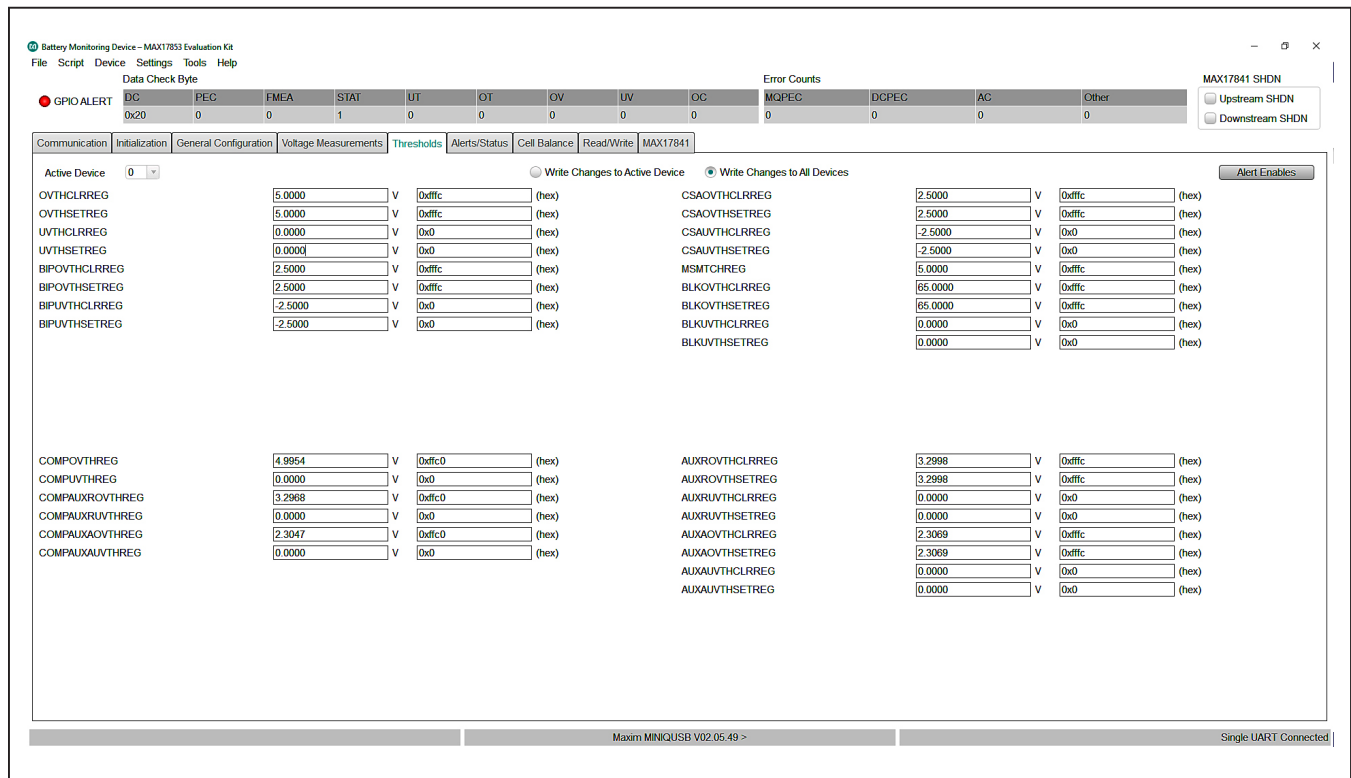 Battery Monitoring Device – MAX17853 Evaluation Kit
File Script Device Settings Tools Help
Data Check Byte Error Counts MAX17841 SHDN
GPIO ALERT DC PEC FMEA STAT UT OT OV UV OC MQPEC DCPEC AC Other Upstream SHDN
0x20 0 0 1 0 0 0 0 0 0 0 0 0 Downstream SHDN
Communication Initialization General Configuration Voltage Measurements Thresholds Alerts/Status Cell Balance Read/Write MAX17841
Active Device 0 Write Changes to Active Device Write Changes to All Devices Alert Enables
OVTHCLRREG 5.0000 V 0xfffc (hex) CSAOVTHCLRREG 2.5000 V 0xfffc (hex)
OVTHSETREG 5.0000 V 0xfffc (hex) CSAOVTHSETREG 2.5000 V 0xfffc (hex)
UVTHCLRREG 0.0000 V 0x0 (hex) CSAUVTHCLRREG -2.5000 V 0x0 (hex)
UVTHSETREG 0.0000 V 0x0 (hex) CSAUVTHSETREG -2.5000 V 0x0 (hex)
BIPOVTHCLRREG 2.5000 V 0xfffc (hex) MSMTCHREG 5.0000 V 0xfffc (hex)
BIPOVTHSETREG 2.5000 V 0xfffc (hex) BLKOVTHCLRREG 65.0000 V 0xfffc (hex)
BIPUVTHCLRREG -2.5000 V 0x0 (hex) BLKOVTHSETREG 65.0000 V 0xfffc (hex)
BIPUVTHSETREG -2.5000 V 0x0 (hex) BLKUVTHCLRREG 0.0000 V 0x0 (hex)
BLKUVTHSETREG 0.0000 V 0x0 (hex)
COMPOVTHREG 4.9954 V 0xffc0 (hex) AUXROVTHCLRREG 3.2998 V 0xfffc (hex)
COMPUVTHREG 0.0000 V 0x0 (hex) AUXROVTHSETREG 3.2998 V 0xfffc (hex)
COMPAUXROVTHREG 3.2968 V 0xffc0 (hex) AUXRUVTHCLRREG 0.0000 V 0x0 (hex)
COMPAUXRUVTHREG 0.0000 V 0x0 (hex) AUXRUVTHSETREG 0.0000 V 0x0 (hex)
COMPAUXAOVTHREG 2.3047 V 0xffc0 (hex) AUXAOVTHCLRREG 2.3069 V 0xfffc (hex)
COMPAUXAUVTHREG 0.0000 V 0x0 (hex) AUXAOVTHSETREG 2.3069 V 0xfffc (hex)
AUXAUVTHCLRREG 0.0000 V 0x0 (hex)
AUXAUVTHSETREG 0.0000 V 0x0 (hex)
Maxim MINIQUSB V02.05.49 > Single UART Connected